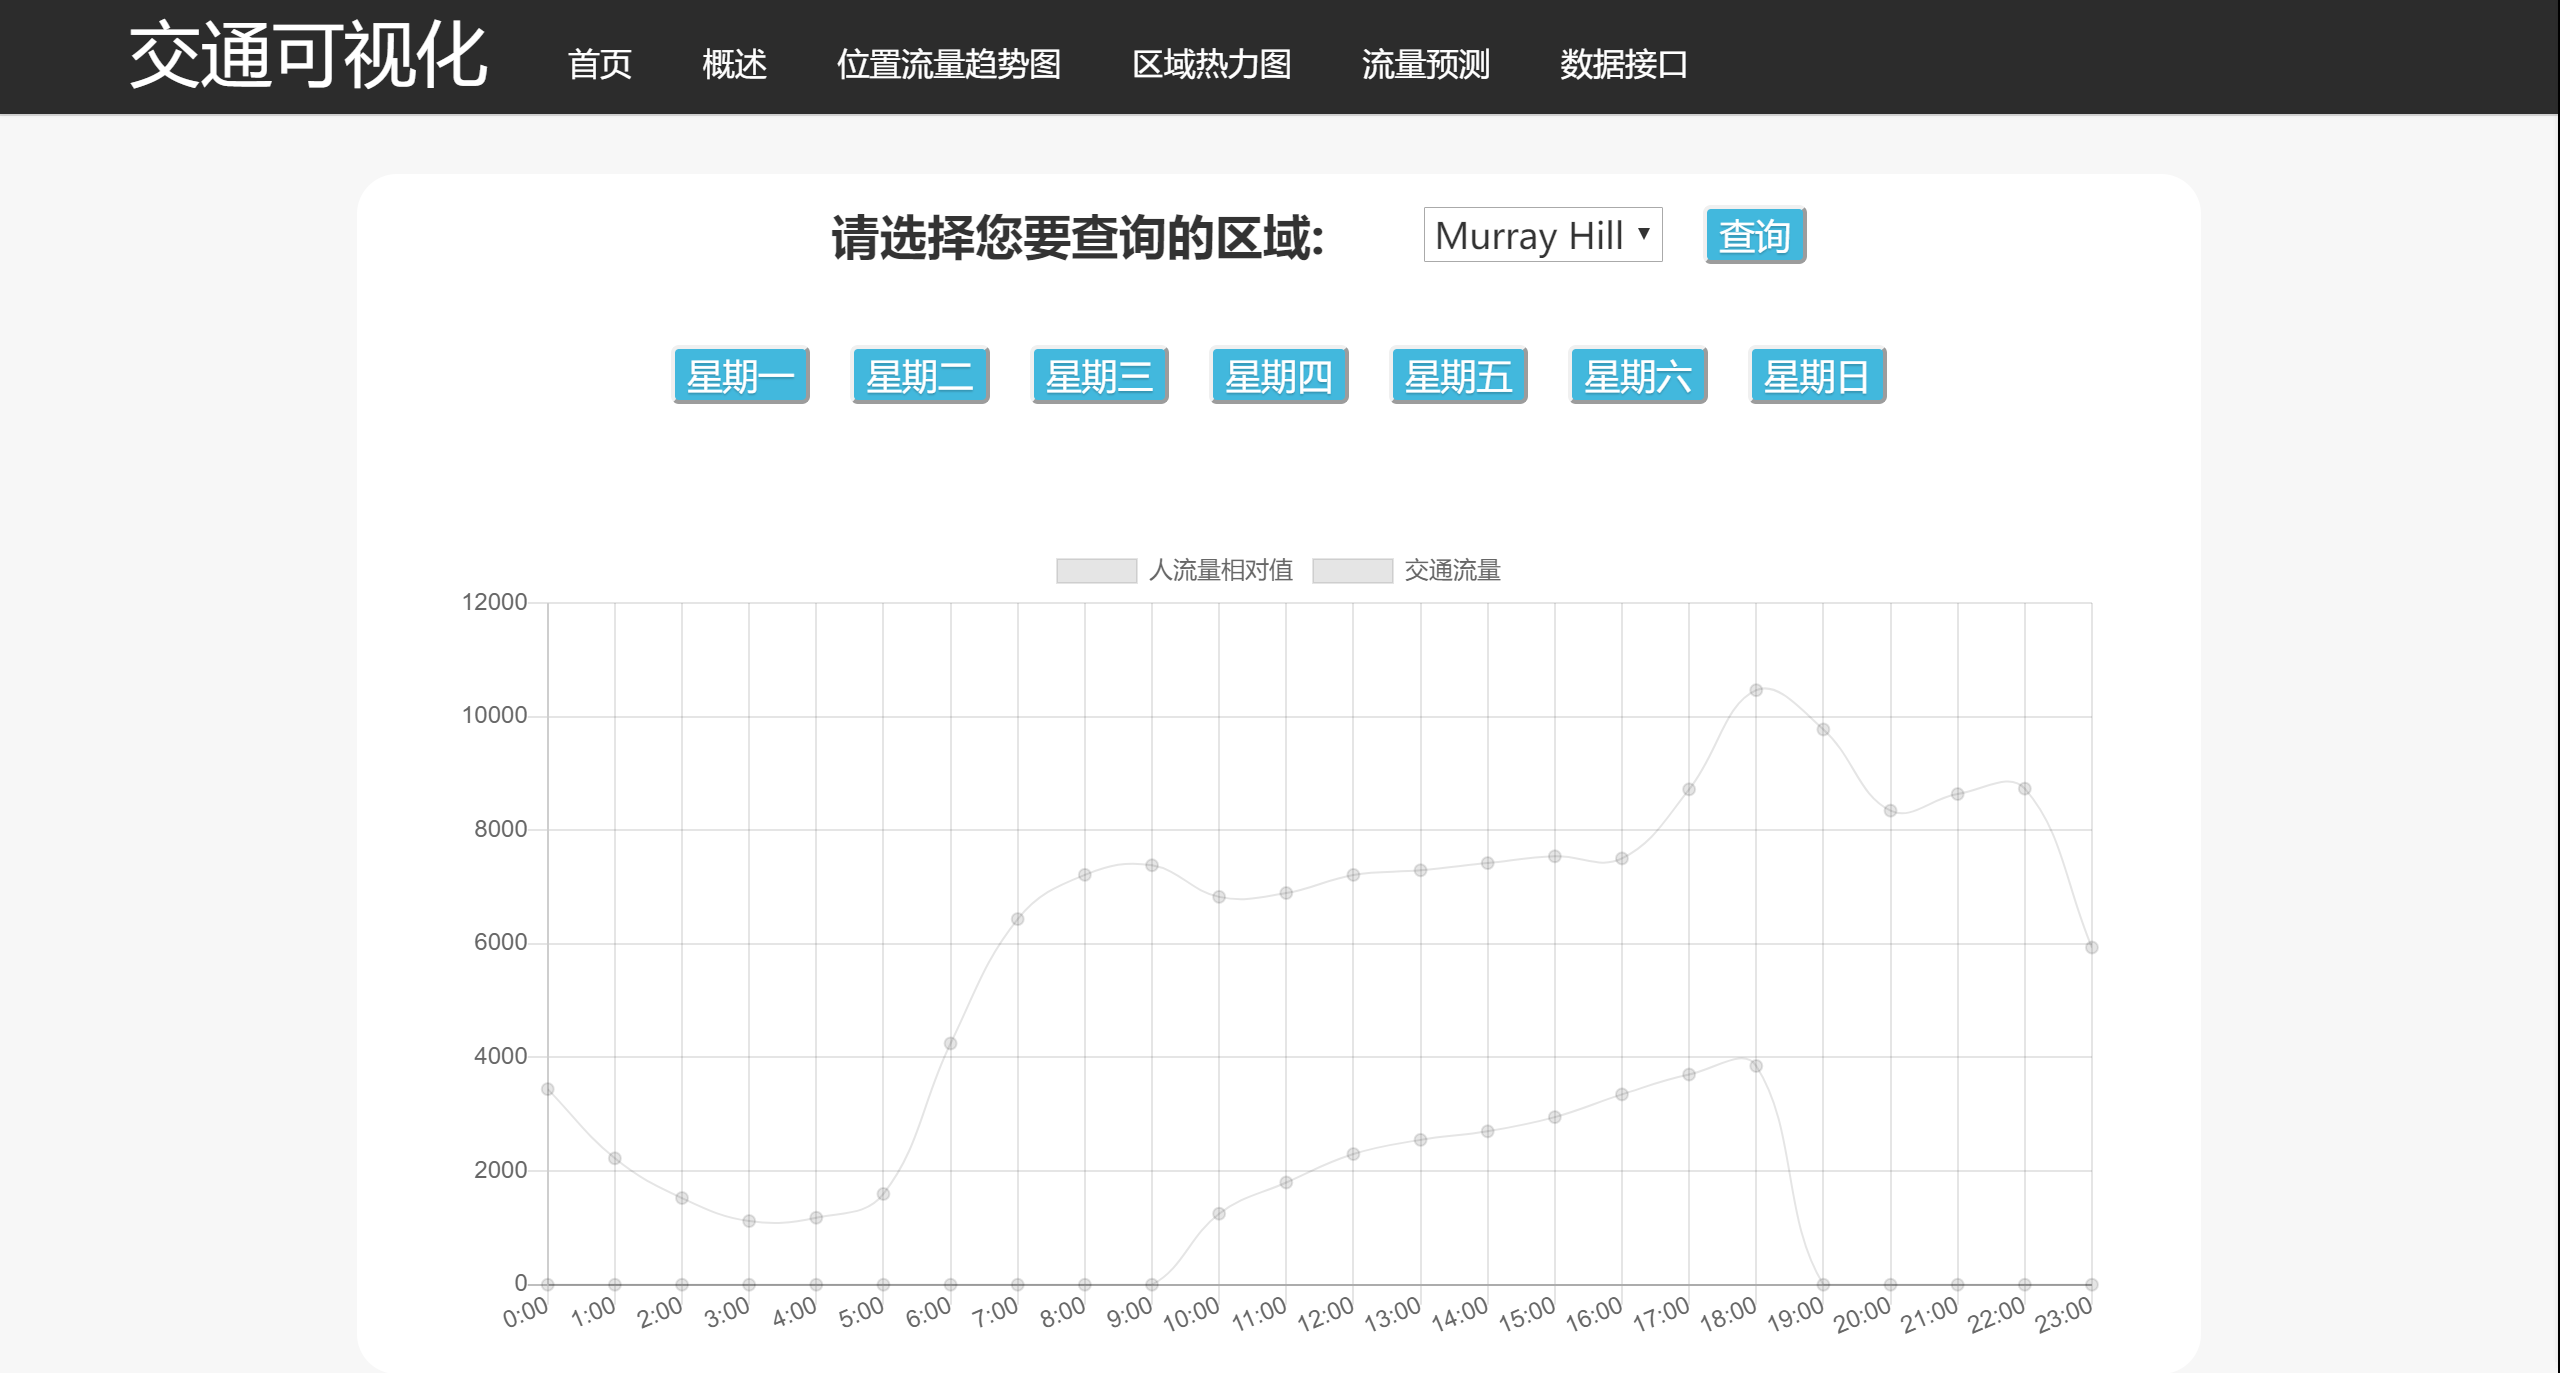 交通可视化 首页 概述 位置流量趋势图 区域热力图 流量预测 数据接口
请选择您要查询的区域: Murray Hill 查询
星期一 星期二 星期三 星期四 星期五 星期六 星期日
人流量相对值 交通流量
12000
10000
8000
6000
4000
2000
0
0:00 1:00 2:00 3:00 4:00 5:00 6:00 7:00 8:00 9:00 10:00 11:00 12:00 13:00 14:00 15:00 16:00 17:00 18:00 19:00 20:00 21:00 22:00 23:00